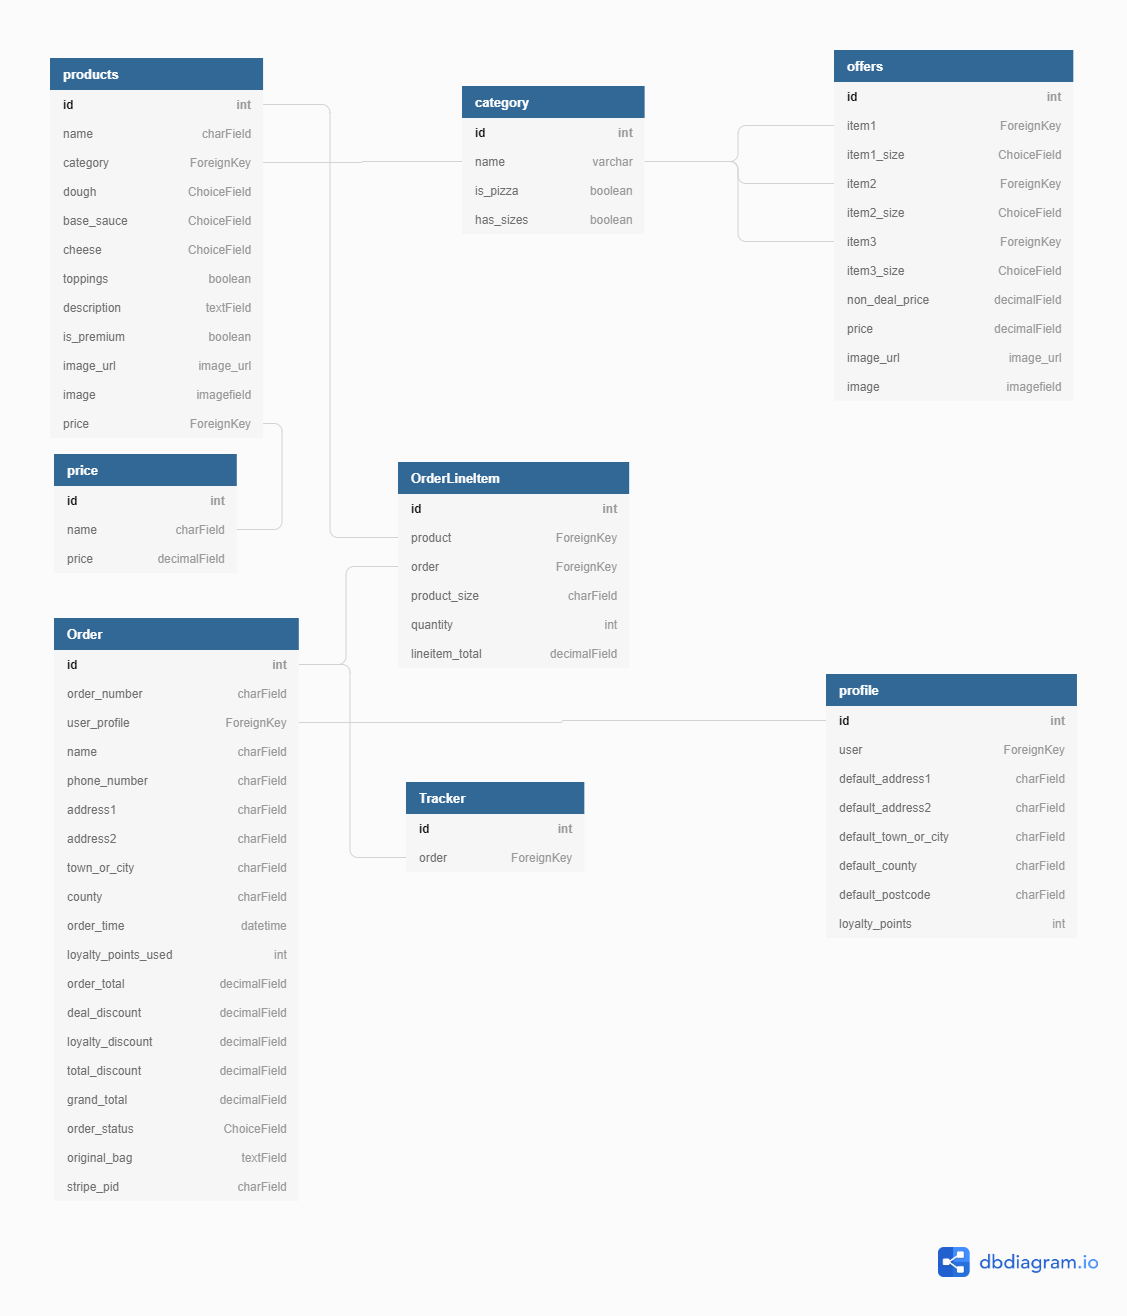 products
id int
name charField
category ForeignKey
dough ChoiceField
base_sauce ChoiceField
cheese ChoiceField
toppings boolean
description textField
is_premium boolean
image_url image_url
image imagefield
price ForeignKey
category
id int
name varchar
is_pizza boolean
has_sizes boolean
offers
id int
item1 ForeignKey
item1_size ChoiceField
item2 ForeignKey
item2_size ChoiceField
item3 ForeignKey
item3_size ChoiceField
non_deal_price decimalField
price decimalField
image_url image_url
image imagefield
price
id int
name charField
price decimalField
OrderLineItem
id int
product ForeignKey
order ForeignKey
product_size charField
quantity int
lineitem_total decimalField
Order
id int
order_number charField
user_profile ForeignKey
name charField
phone_number charField
address1 charField
address2 charField
town_or_city charField
county charField
order_time datetime
loyalty_points_used int
order_total decimalField
deal_discount decimalField
loyalty_discount decimalField
total_discount decimalField
grand_total decimalField
order_status ChoiceField
original_bag textField
stripe_pid charField
Tracker
id int
order ForeignKey
profile
id int
user ForeignKey
default_address1 charField
default_address2 charField
default_town_or_city charField
default_county charField
default_postcode charField
loyalty_points int
dbdiagram.io